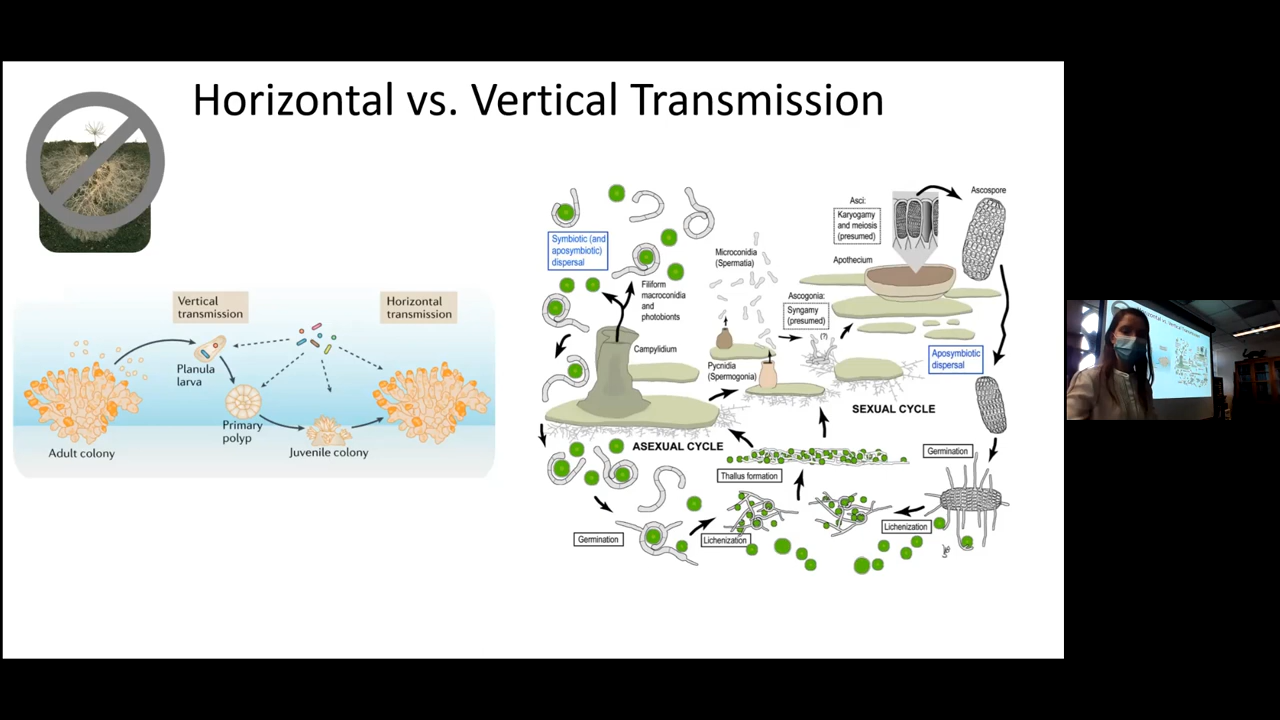 Horizontal vs. Vertical Transmission
Vertical
transmission
Horizontal
transmission
Planula
larva
Primary
polyp
Adult colony
Juvenile colony
Symbiotic (and
aposymbiotic)
dispersal
Filiform
macroconidia
and
photobionts
Campylidium
Microconidia
(Spermatia)
Pycnidia
(Spermogonia)
Ascogonia:
Syngamy
(presumed)
(?)
Asci:
Karyogamy
and meiosis
(presumed)
Apothecium
Ascospore
Aposymbiotic
dispersal
SEXUAL CYCLE
ASEXUAL CYCLE
Thallus formation
Germination
Germination
Lichenization
Lichenization